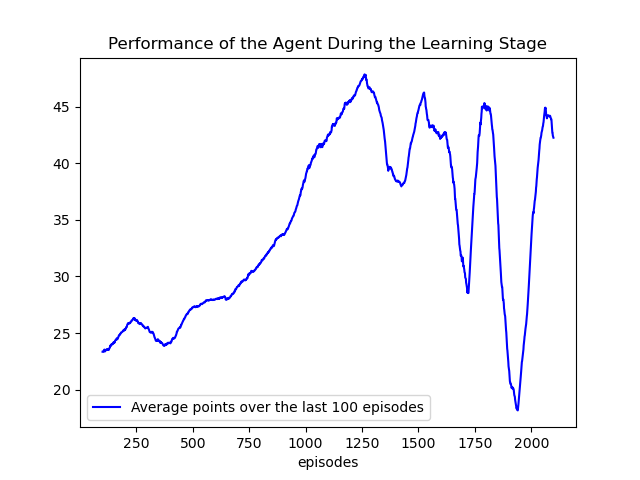 Performance of the Agent During the Learning Stage
45
40
35
30
25
20
Average points over the last 100 episodes
250 500 750 1000 1250 1500 1750 2000
episodes